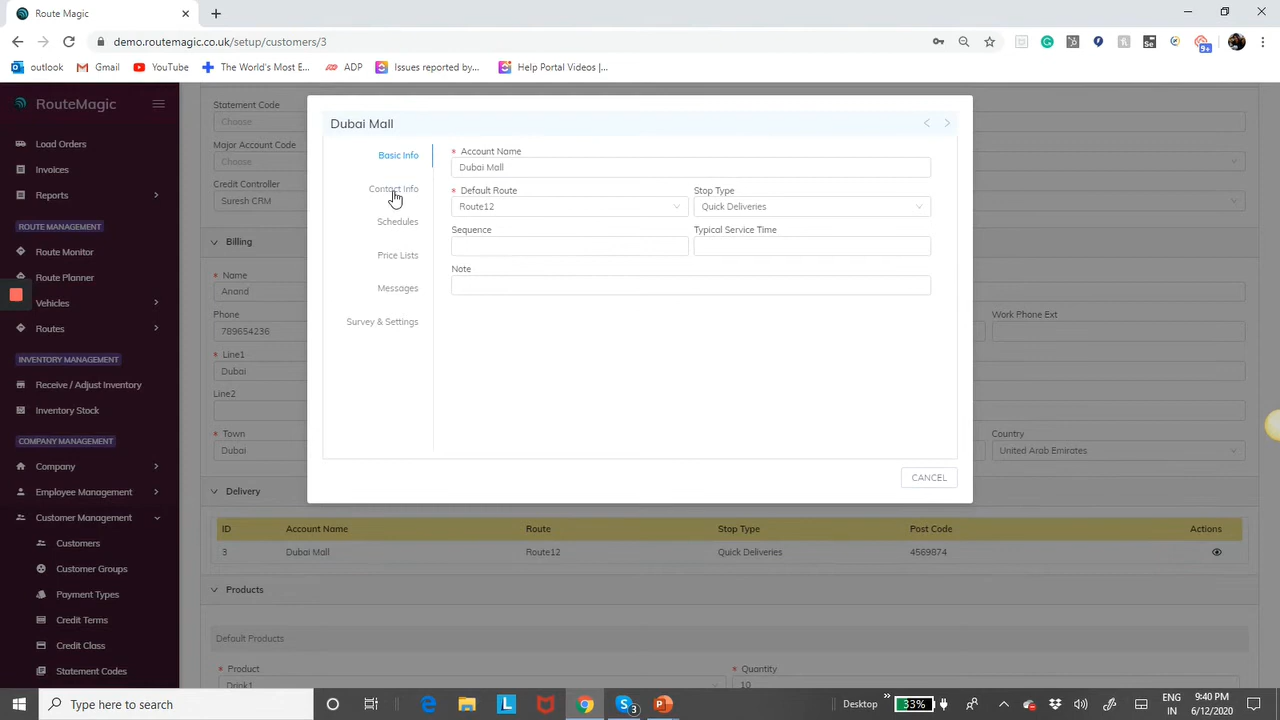 Route Magic
demo.routemagic.co.uk/setup/customers/3
9+
outlook
Gmail
YouTube
The World's Most E...
ADP
Issues reported by...
Help Portal Videos |...
RouteMagic
Load Orders
Invoices
Reports
ROUTE MANAGEMENT
Route Monitor
Route Planner
Vehicles
Routes
INVENTORY MANAGEMENT
Receive / Adjust Inventory
Inventory Stock
COMPANY MANAGEMENT
Company
Employee Management
Customer Management
Customers
Customer Groups
Payment Types
Credit Terms
Credit Class
Statement Codes
Statement Code
Choose
Major Account Code
Choose
Credit Controller
Suresh CRM
Billing
* Name
Anand
Phone
789654236
Work Phone Ext
* Line1
Dubai
Line2
* Town
Dubai
Country
United Arab Emirates
Dubai Mall
Basic Info
Contact Info
Schedules
Price Lists
Messages
Survey & Settings
* Account Name
Dubai Mall
* Default Route
Stop Type
Route12
Quick Deliveries
Sequence
Typical Service Time
Note
CANCEL
Delivery
ID Account Name Route Stop Type Post Code Actions
3 Dubai Mall Route12 Quick Deliveries 4569874
Products
Default Products
* Product
* Quantity
Drink1
10
Type here to search
3
Desktop
33%
ENG
IN
9:40 PM
6/12/2020